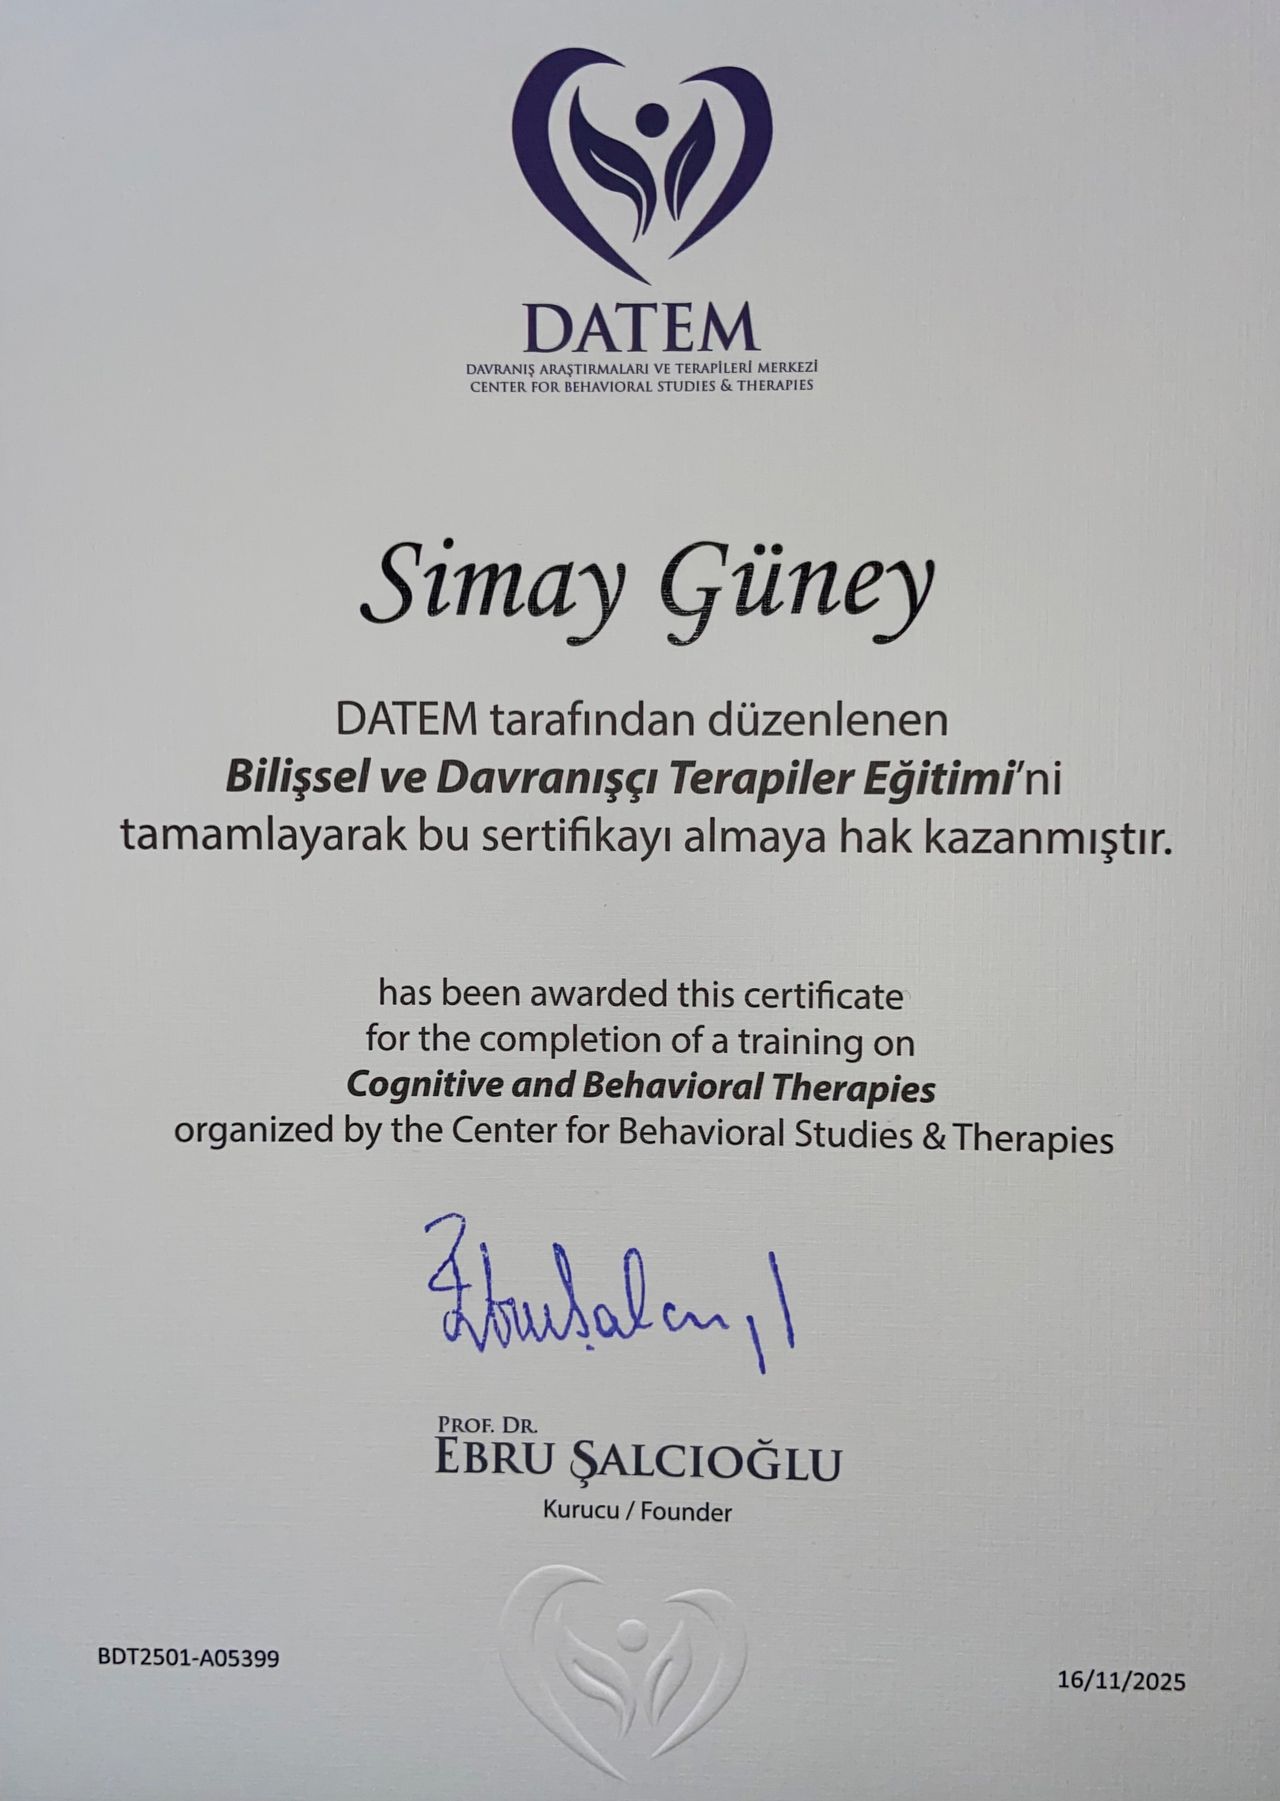 DATEM
DAVRANIŞ ARAŞTIRMALARI VE TERAPİLERİ MERKEZİ
CENTER FOR BEHAVIORAL STUDIES & THERAPIES
Simay Güney
DATEM tarafından düzenlenen
Bilişsel ve Davranışçı Terapiler Eğitimi'ni
tamamlayarak bu sertifikayı almaya hak kazanmıştır.
has been awarded this certificate
for the completion of a training on
Cognitive and Behavioral Therapies
organized by the Center for Behavioral Studies & Therapies
PROF. DR.
EBRU ŞALCIOĞLU
Kurucu / Founder
BDT2501-A05399
16/11/2025